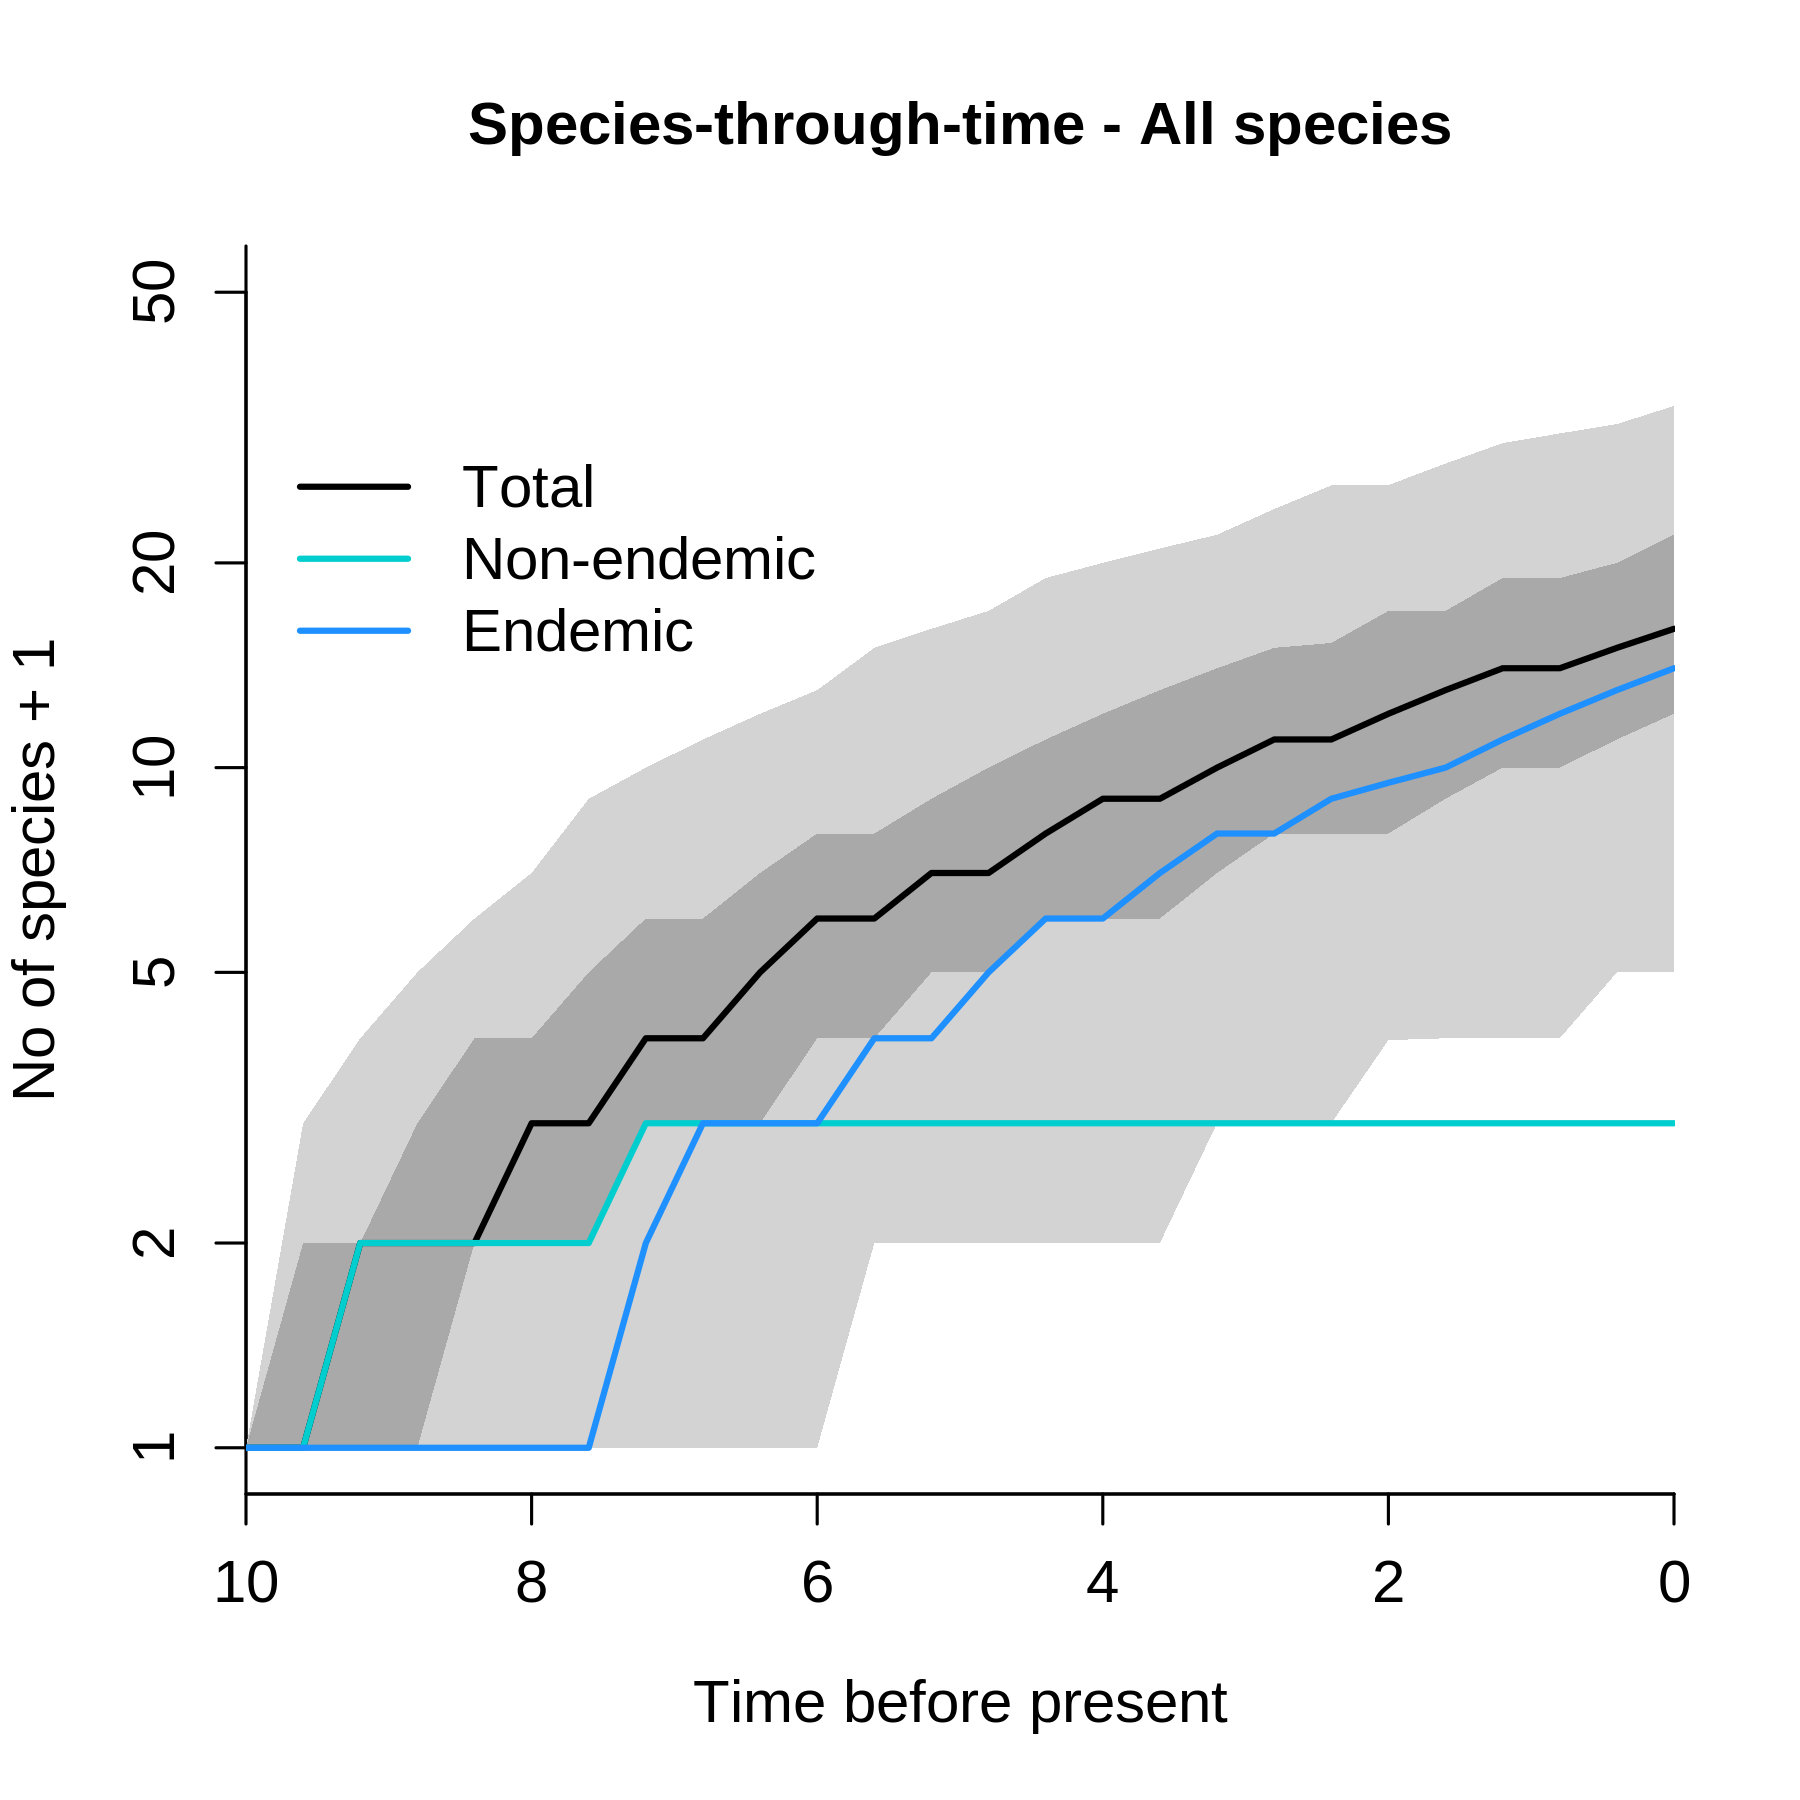 Species-through-time - All species
No of species + 1
50
20
10
5
2
1
Total
Non-endemic
Endemic
10 8 6 4 2 0
Time before present